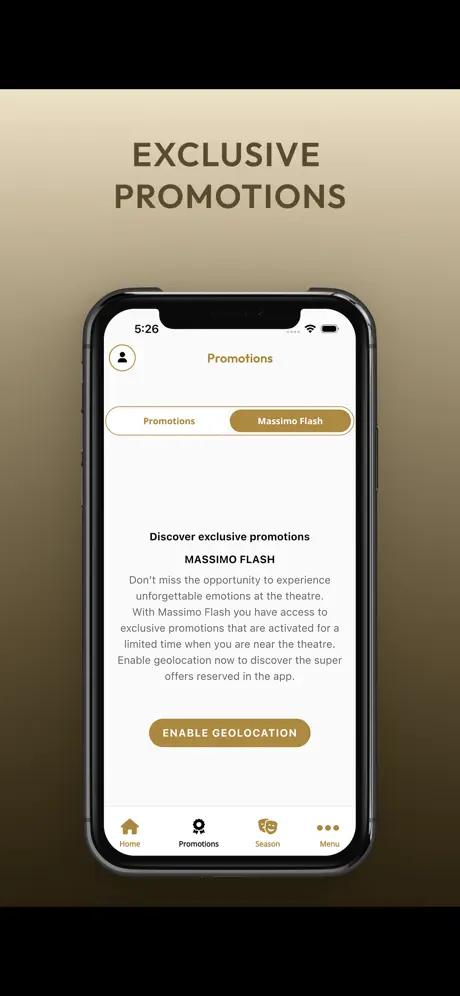 EXCLUSIVE
PROMOTIONS
5:26
Promotions
Promotions
Massimo Flash
Discover exclusive promotions
MASSIMO FLASH
Don't miss the opportunity to experience
unforgettable emotions at the theatre.
With Massimo Flash you have access to
exclusive promotions that are activated for a
limited time when you are near the theatre.
Enable geolocation now to discover the super
offers reserved in the app.
ENABLE GEOLOCATION
Home
Promotions
Season
Menu